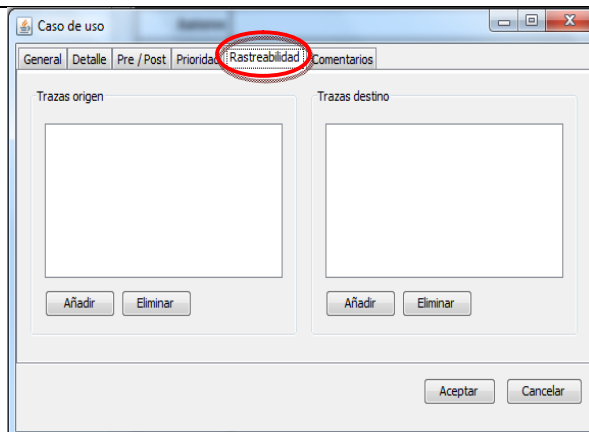 Caso de uso
General Detalle Pre / Post Prioridad Rastreabilidad Comentarios
Trazas origen Trazas destino
Añadir Eliminar Añadir Eliminar
Aceptar Cancelar